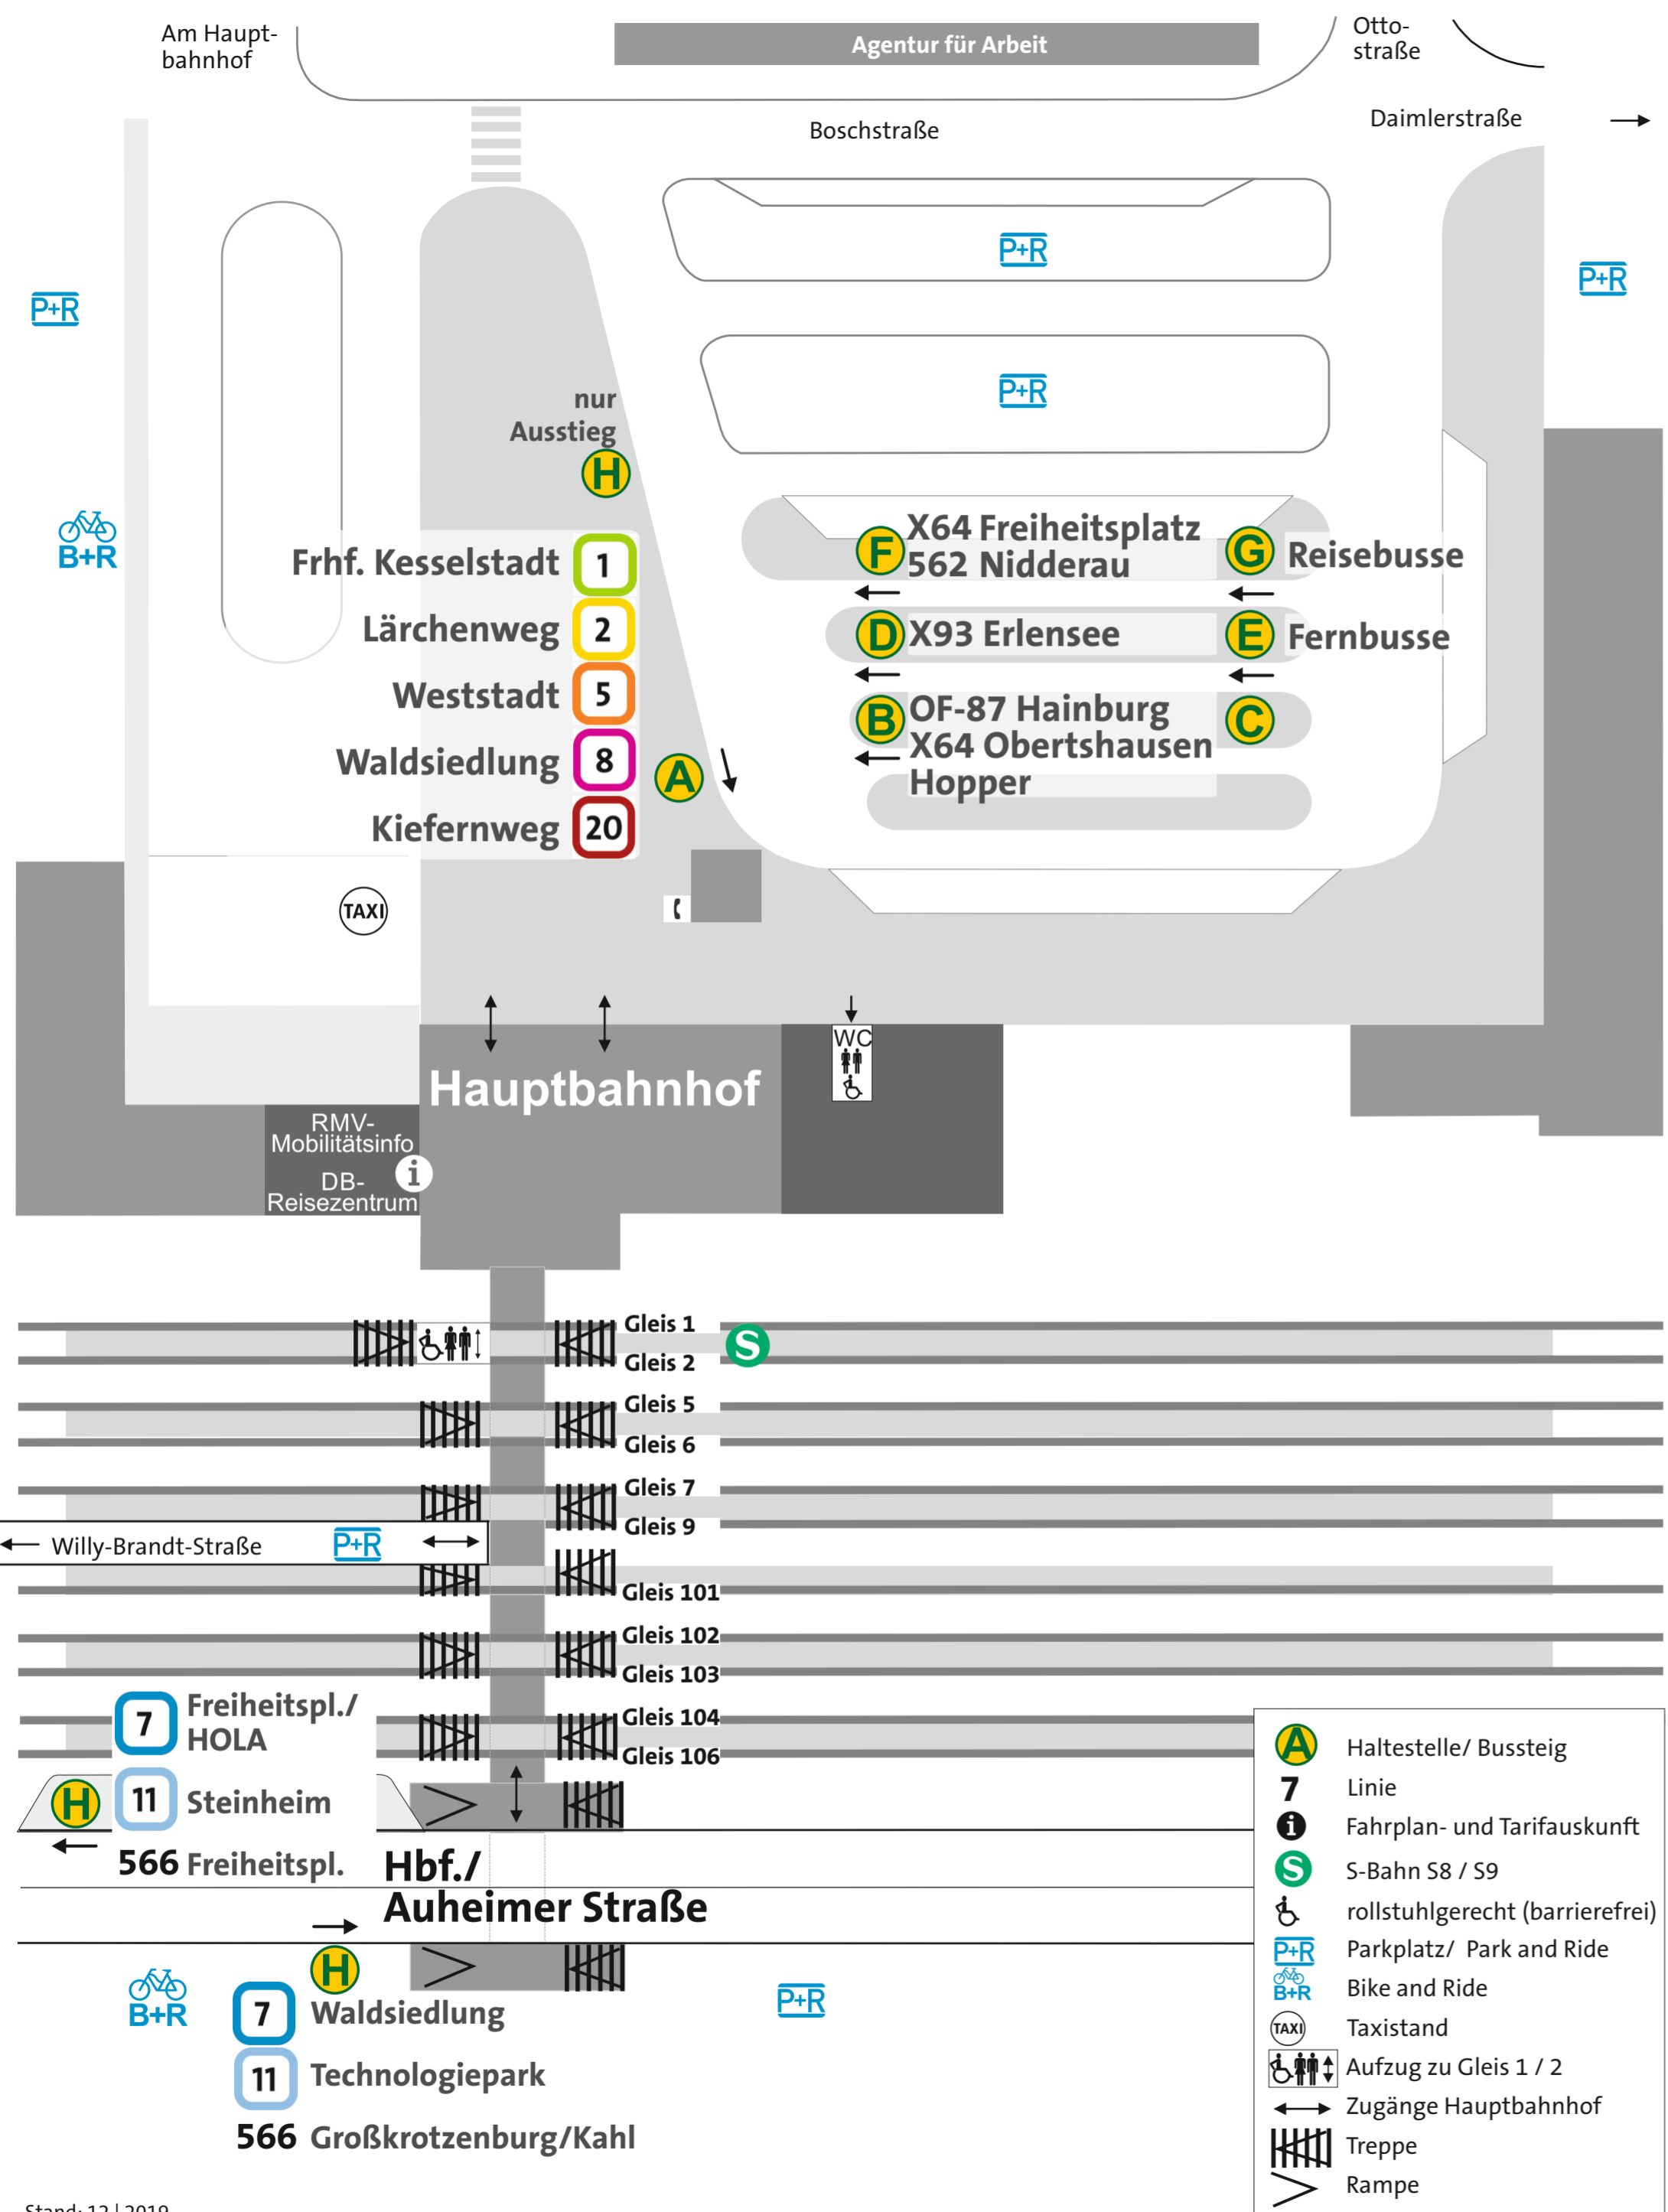 Am Haupt-
bahnhof
Agentur für Arbeit
Otto-
straße
Boschstraße
Daimlerstraße
P+R
P+R
P+R
P+R
B+R
nur
Ausstieg
H
Frhf. Kesselstadt 1
Lärchenweg 2
Weststadt 5
Waldsiedlung 8
Kiefernweg 20
A
F X64 Freiheitsplatz
562 Nidderau
G Reisebusse
D X93 Erlensee
E Fernbusse
B OF-87 Hainburg
X64 Obertshausen
Hopper
C
TAXI
WC
Hauptbahnhof
RMV-
Mobilitätsinfo
DB-
Reisezentrum
i
Gleis 1
S
Gleis 2
Gleis 5
Gleis 6
Gleis 7
Gleis 9
Willy-Brandt-Straße P+R
Gleis 101
Gleis 102
Gleis 103
Gleis 104
Gleis 106
7 Freiheitspl./
HOLA
H
11 Steinheim
566 Freiheitspl.
Hbf./
Auheimer Straße
H
B+R
P+R
7 Waldsiedlung
11 Technologiepark
566 Großkrotzenburg/Kahl
A Haltestelle/ Bussteig
7 Linie
i Fahrplan- und Tarifauskunft
S S-Bahn S8 / S9
rollstuhlgerecht (barrierefrei)
P+R Parkplatz/ Park and Ride
B+R Bike and Ride
TAXI Taxistand
Aufzug zu Gleis 1 / 2
Zugänge Hauptbahnhof
Treppe
Rampe
Stand: 12 | 2019